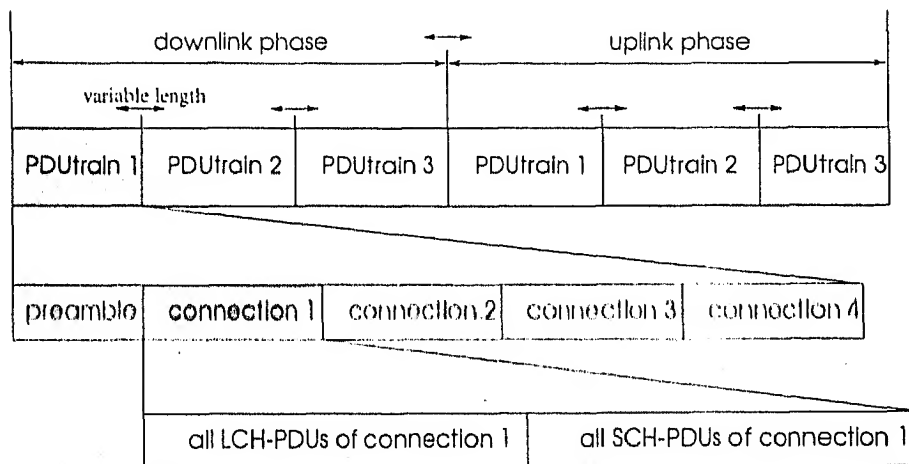 downlink phase uplink phase
variable length
PDUtrain 1 PDUtrain 2 PDUtrain 3 PDUtrain 1 PDUtrain 2 PDUtrain 3
preamble connection 1 connection 2 connection 3 connection 4
all LCH-PDUs of connection 1 all SCH-PDUs of connection 1